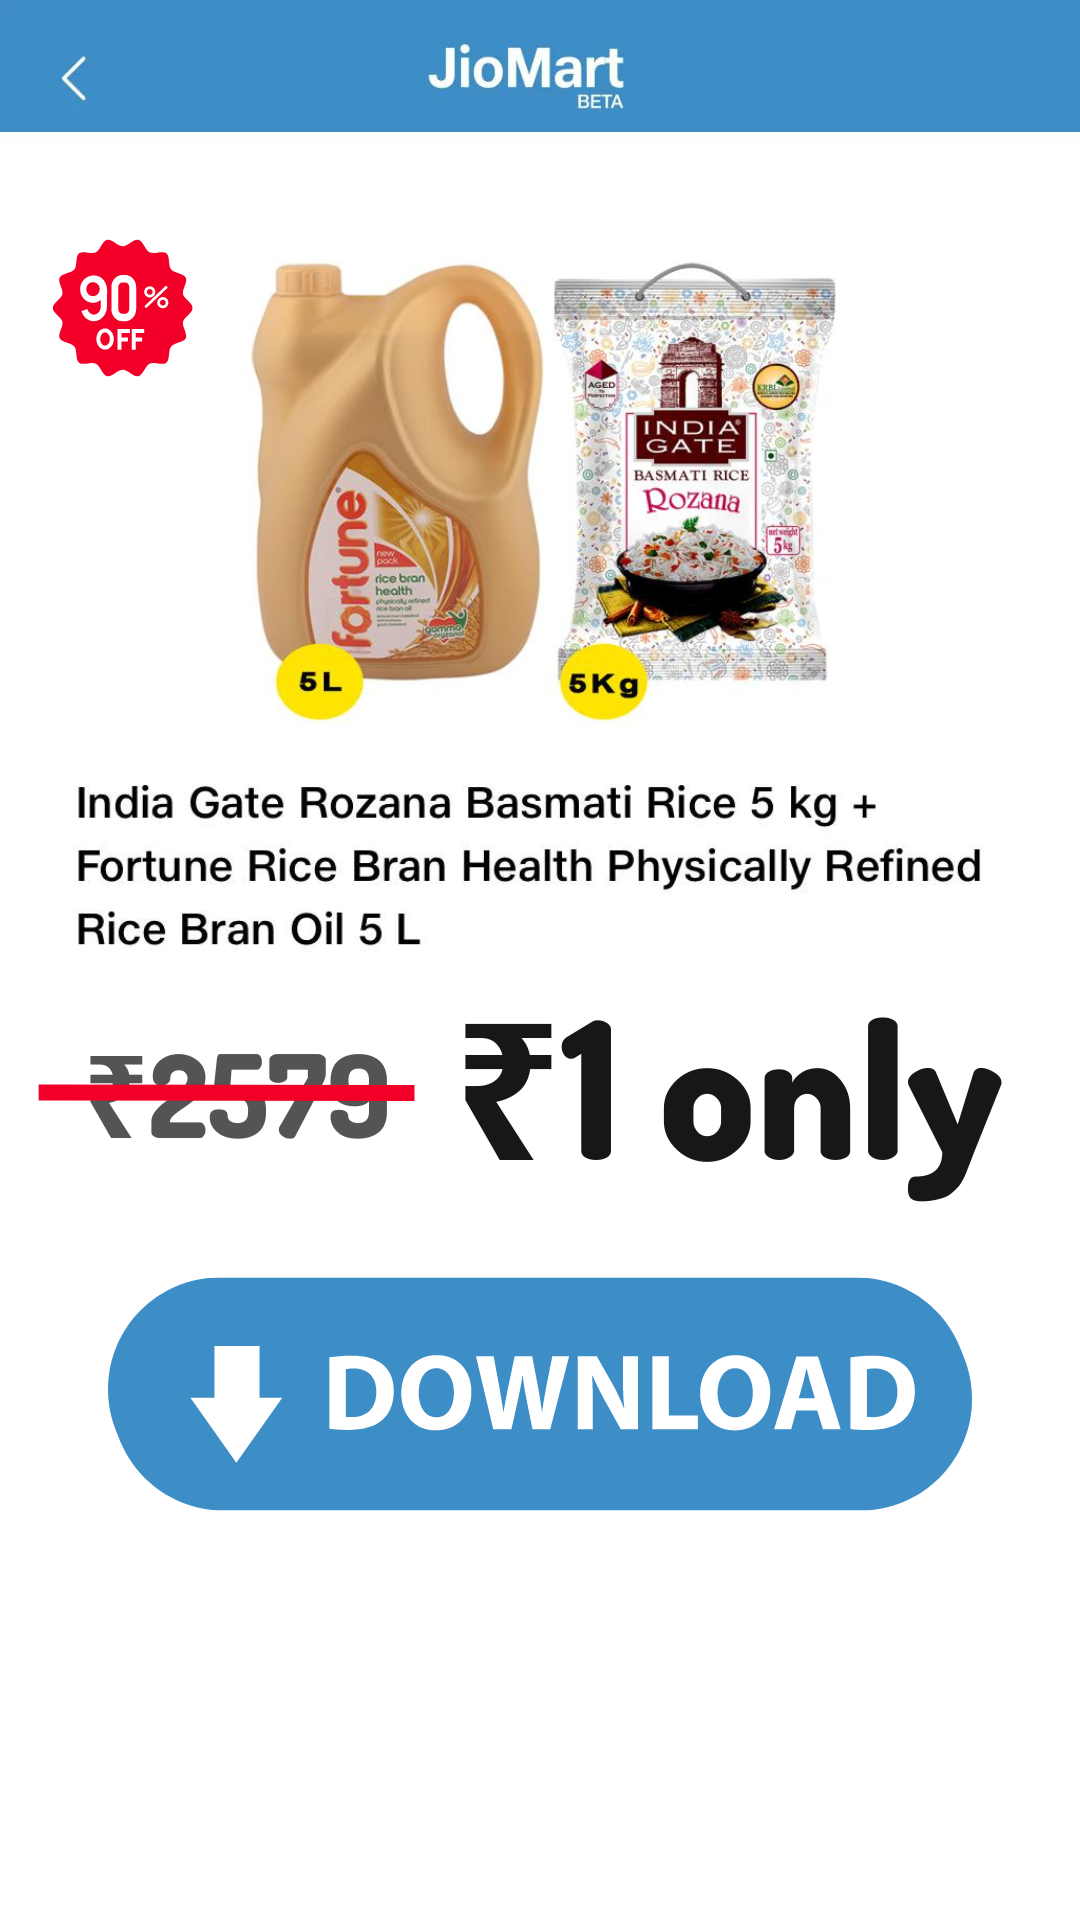 JioMart
BETA
90%
OFF
fortune
new
pack
rice bran
health
physically refined
rice bran oil
gamma
oryzanol
5L
AGED
TO
PERFECTION
KRBL
INDIA
GATE
BASMATI RICE
Rozana
net weight
5 kg
5Kg
India Gate Rozana Basmati Rice 5 kg +
Fortune Rice Bran Health Physically Refined
Rice Bran Oil 5 L
₹2579
₹1 only
DOWNLOAD